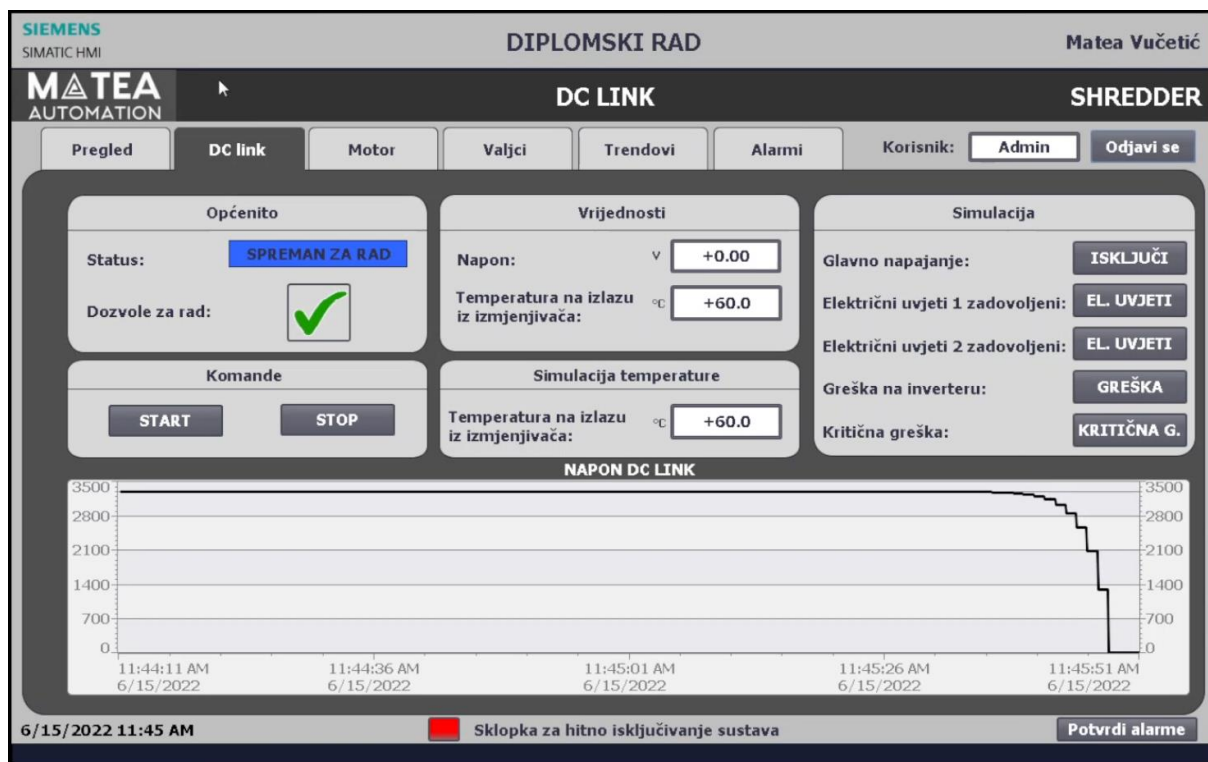 SIEMENS
SIMATIC HMI
DIPLOMSKI RAD
Matea Vučetić
MATEA
AUTOMATION
DC LINK
SHREDDER
Pregled
DC link
Motor
Valjci
Trendovi
Alarmi
Korisnik:
Admin
Odjavi se
Općenito
Status:
SPREMAN ZA RAD
Dozvole za rad:
Vrijednosti
Napon:
V
+0.00
Temperatura na izlazu
iz izmjenjivača:
°C
+60.0
Simulacija
Glavno napajanje:
ISKLJUČI
Električni uvjeti 1 zadovoljeni:
EL. UVJETI
Električni uvjeti 2 zadovoljeni:
EL. UVJETI
Greška na inverteru:
GREŠKA
Kritična greška:
KRITIČNA G.
Komande
START
STOP
Simulacija temperature
Temperatura na izlazu
iz izmjenjivača:
°C
+60.0
NAPON DC LINK
3500
3500
2800
2800
2100
2100
1400
1400
700
700
0
0
11:44:11 AM
6/15/2022
11:44:36 AM
6/15/2022
11:45:01 AM
6/15/2022
11:45:26 AM
6/15/2022
11:45:51 AM
6/15/2022
6/15/2022 11:45 AM
Sklopka za hitno isključivanje sustava
Potvrdi alarme